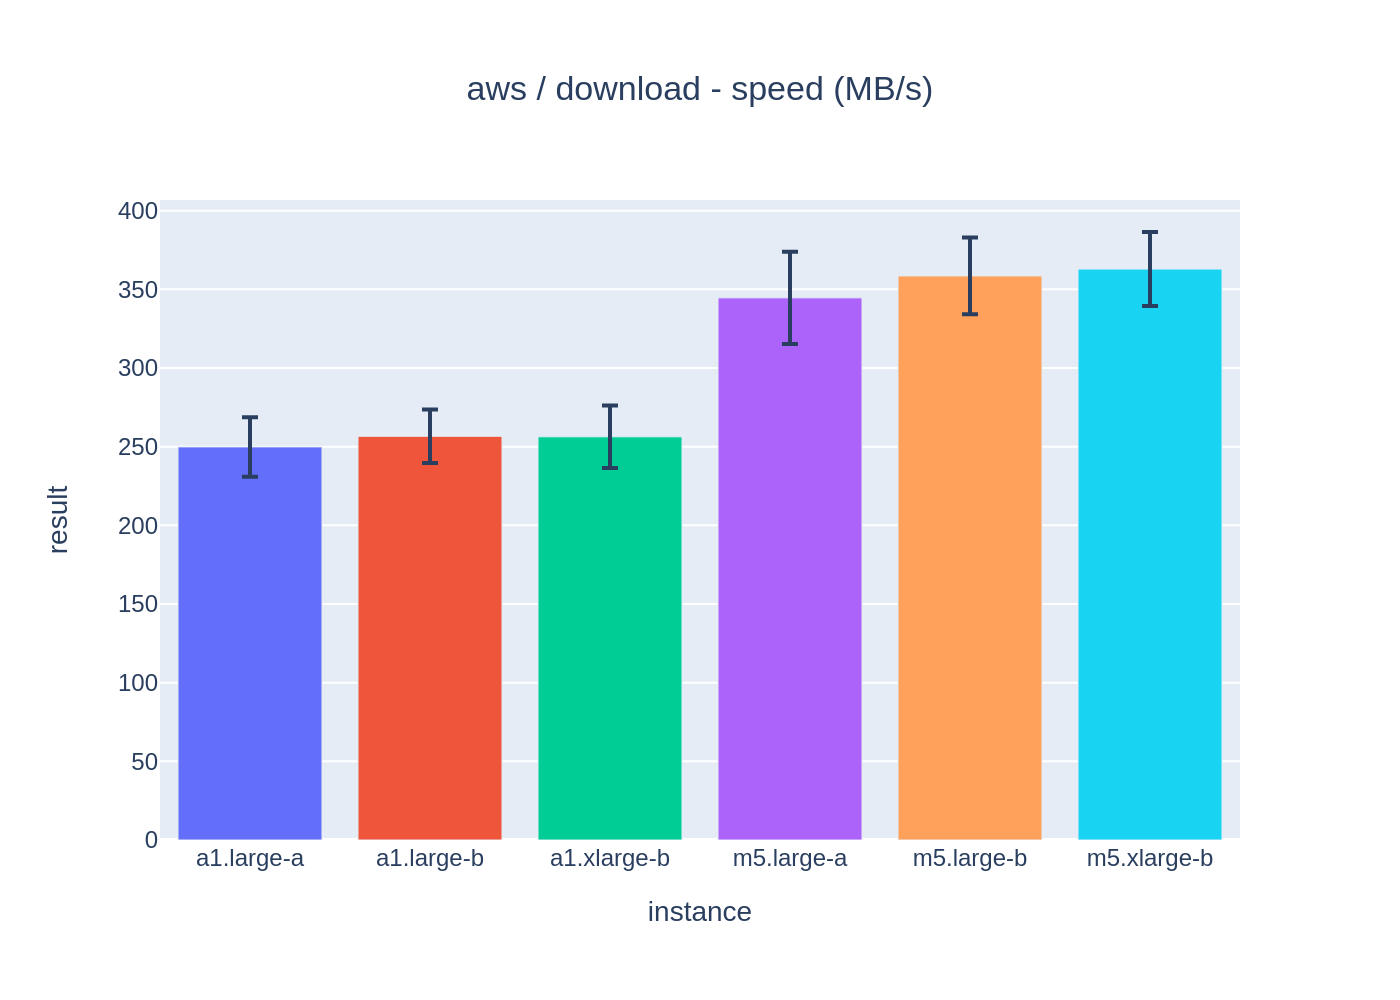 aws / download - speed (MB/s)
400
350
300
250
200
150
100
50
0
result
a1.large-a a1.large-b a1.xlarge-b m5.large-a m5.large-b m5.xlarge-b
instance